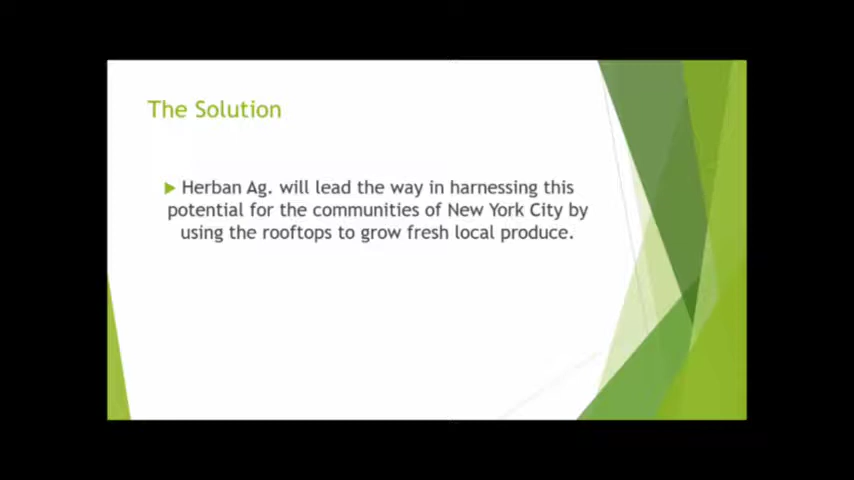 The Solution
Herban Ag. will lead the way in harnessing this
potential for the communities of New York City by
using the rooftops to grow fresh local produce.